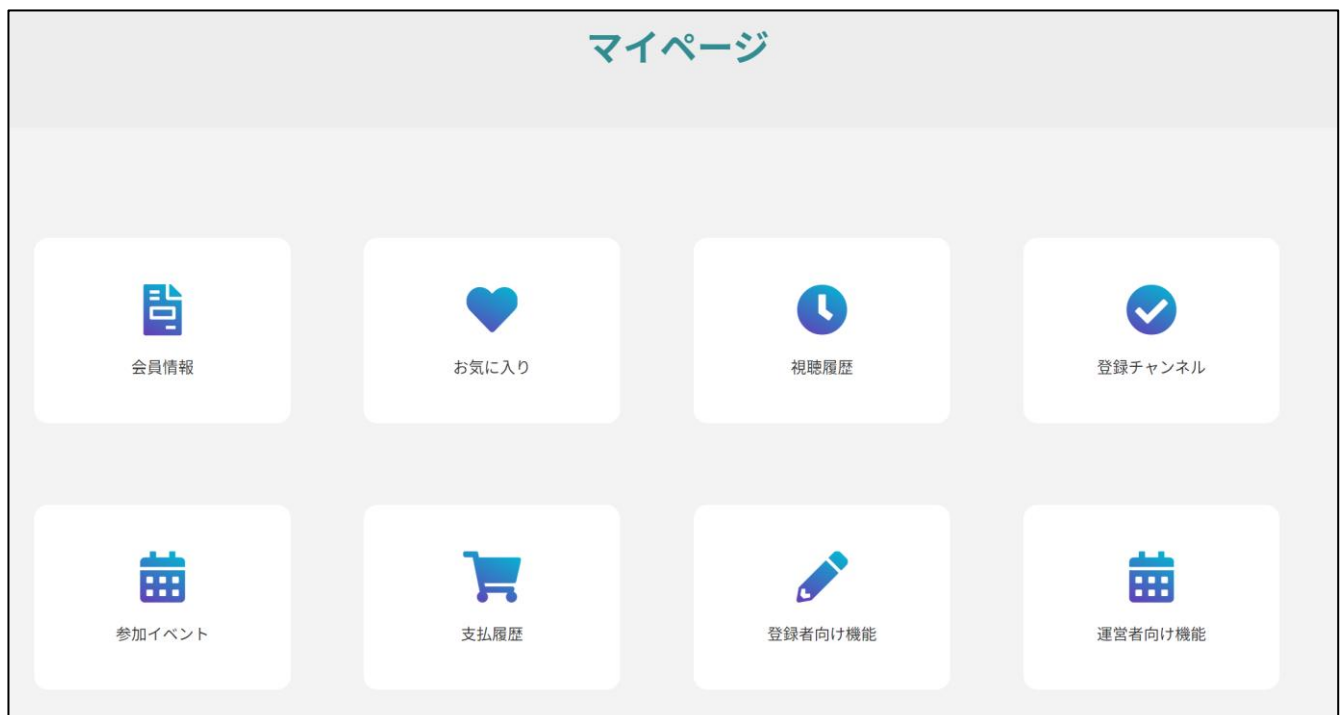 マイページ
会員情報
お気に入り
視聴履歴
登録チャンネル
参加イベント
支払履歴
登録者向け機能
運営者向け機能